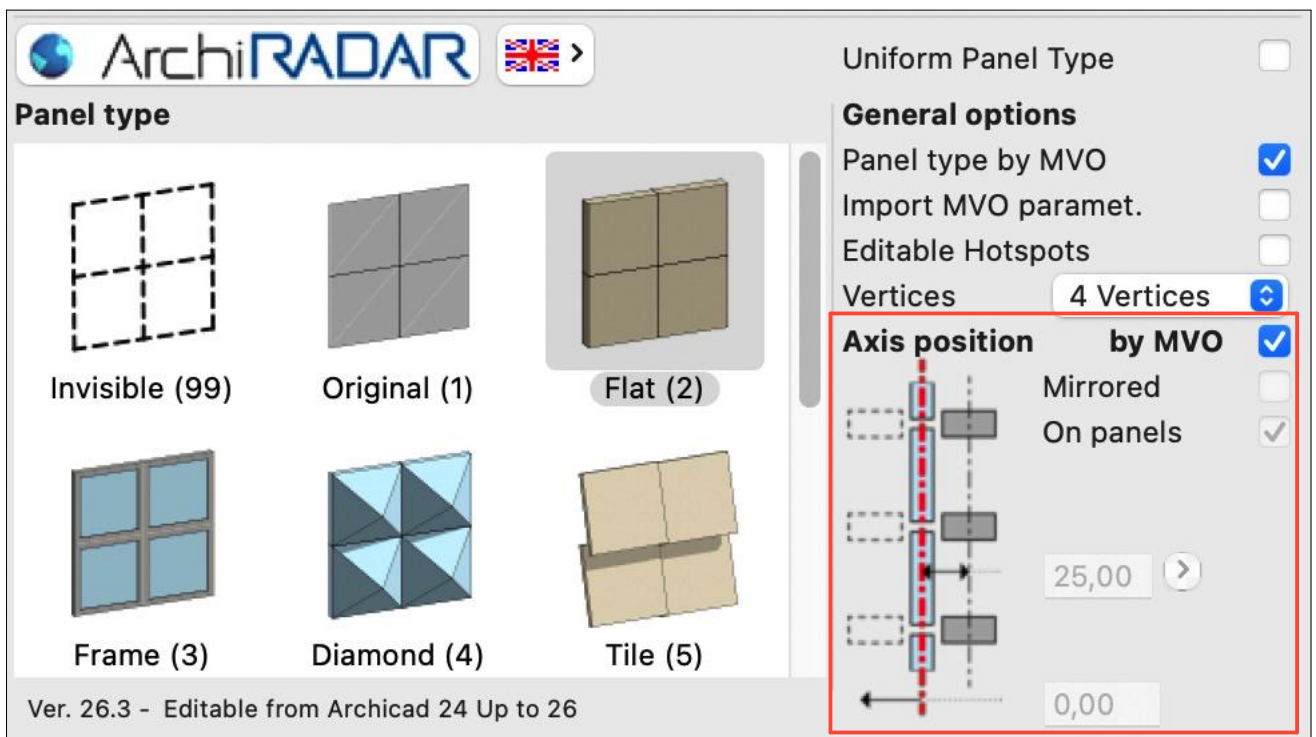 ArchiRADAR
Panel type
Invisible (99)
Original (1)
Flat (2)
Frame (3)
Diamond (4)
Tile (5)
Ver. 26.3 - Editable from Archicad 24 Up to 26
Uniform Panel Type
General options
Panel type by MVO
Import MVO paramet.
Editable Hotspots
Vertices 4 Vertices
Axis position by MVO
Mirrored
On panels
25,00
0,00